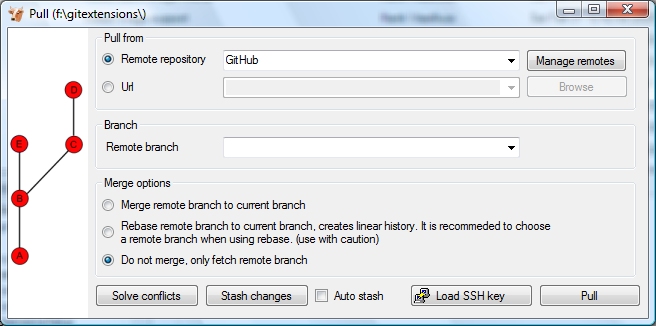 Pull (f:\gitextensions\)
Pull from
Remote repository
GitHub
Manage remotes
Url
Browse
Branch
Remote branch
Merge options
Merge remote branch to current branch
Rebase remote branch to current branch, creates linear history. It is recommeded to choose
a remote branch when using rebase. (use with caution)
Do not merge, only fetch remote branch
D
E
C
B
A
Solve conflicts
Stash changes
Auto stash
Load SSH key
Pull